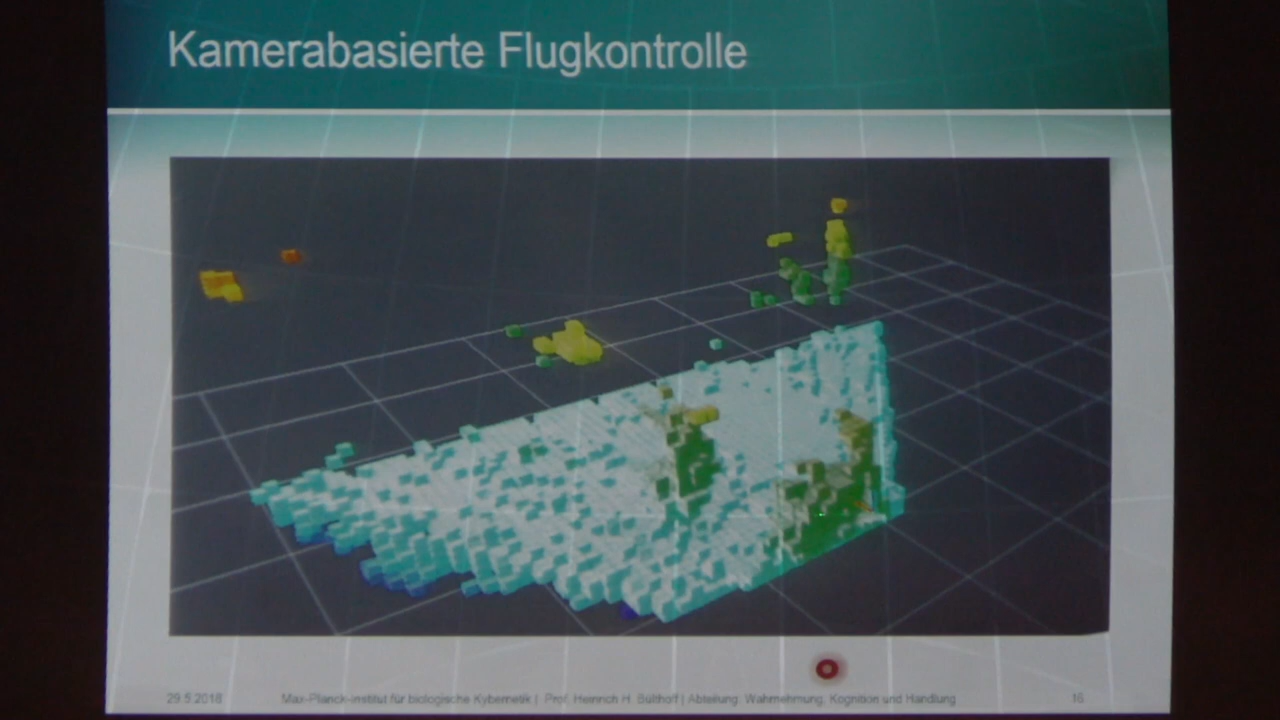 Kamerabasierte Flugkontrolle
29.5.2018 Max-Planck-Institut für biologische Kybernetik | Prof. Heinrich H. Bülthoff | Abteilung: Wahrnehmung, Kognition und Handlung 16